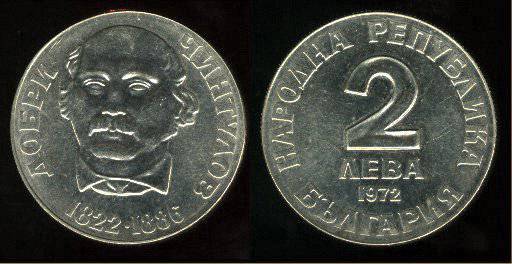 ДОБРИ ЧИНТУЛОВ
1822·1886
НАРОДНА РЕПУБЛИКА
2
ЛЕВА
1972
БЪЛГАРИЯ